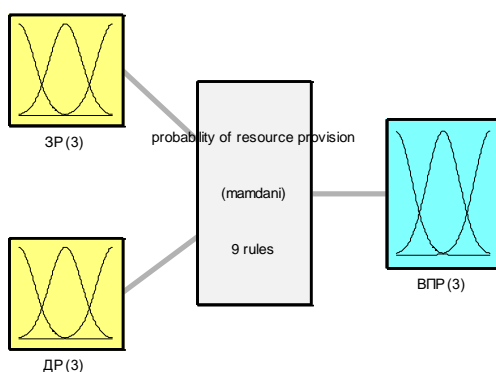 ЗР (3)
probability of resource provision
(mamdani)
9 rules
ВПР (3)
ДР (3)